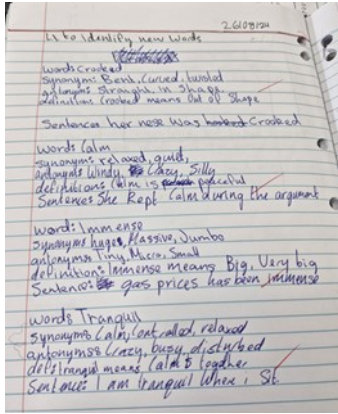 26/08/24
LI to identify new words
words Crooked
synonyms: Bent, Curved, twisted
antonyms straight, in shape
definition Crooked means Out of Shape
Sentences her nose was Crooked
words Calm
synonyms relaxed, quiet,
antonyms Windy, Crazy, Silly
definitions Calm is peaceful
Sentences She Kept Calm during the argument
Word: Immense
synonyms huge, Massive, Jumbo
antonyms Tiny, Micro, Small
definition: Immense means Big, Very big
Sentence: gas prices has been immense
words Tranquil
Synonyms Calm, Controlled, relaxed
antonyms Crazy, busy, disturbed
def: tranquil means Calm & together
Sentence: I am tranquil when i Sit.